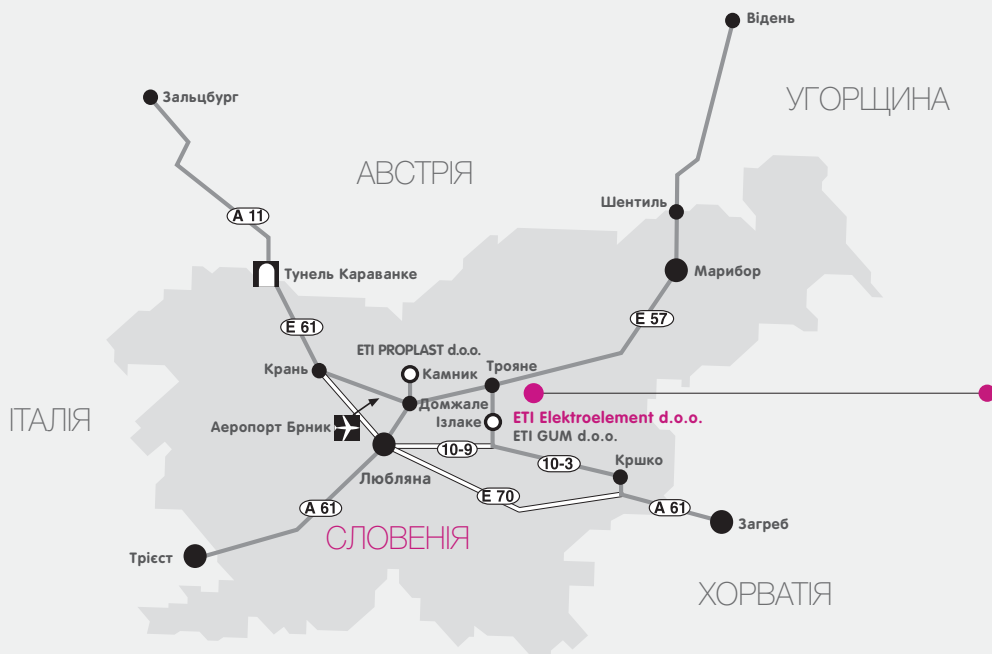 Відень
Зальцбург
УГОРЩИНА
АВСТРІЯ
Шентиль
A 11
Тунель Караванке
Марибор
E 61
E 57
ETI PROPLAST d.o.o.
Крань
Камник
Трояне
Домжале
ІТАЛІЯ
Аеропорт Брник
Ізлаке
ETI Elektroelement d.o.o.
ETI GUM d.o.o.
10-9
10-3
Кршко
Любляна
E 70
A 61
A 61
Загреб
СЛОВЕНІЯ
Трієст
ХОРВАТІЯ